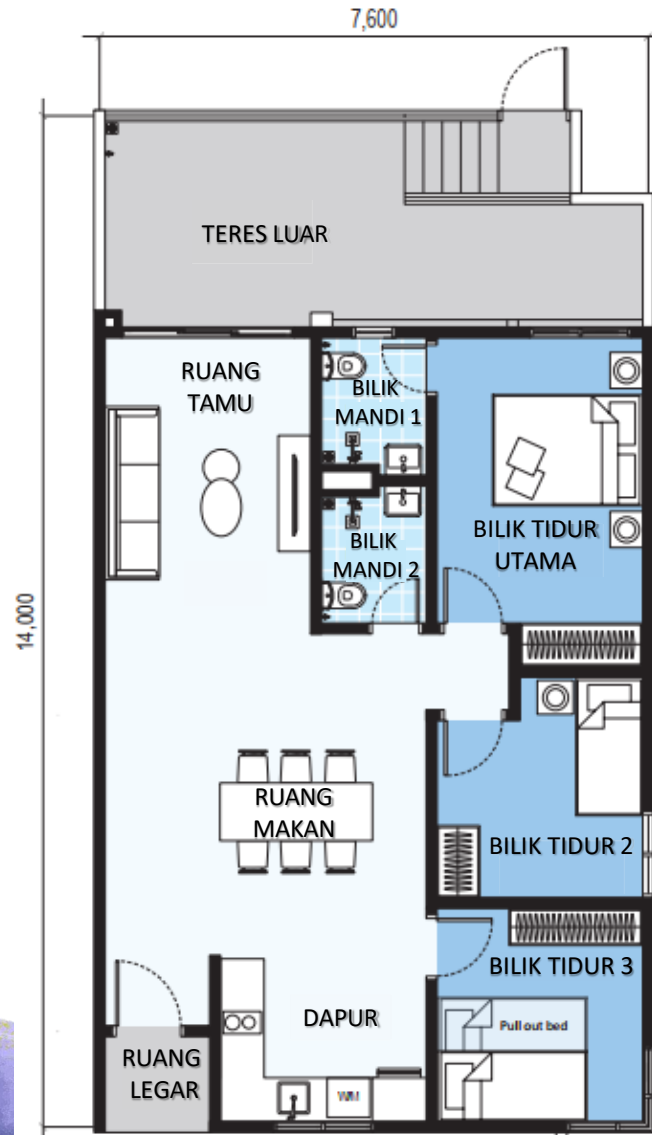 7,600
TERES LUAR
RUANG
TAMU
BILIK
MANDI 1
BILIK
MANDI 2
BILIK TIDUR
UTAMA
14,000
RUANG
MAKAN
BILIK TIDUR 2
BILIK TIDUR 3
DAPUR
Pull out bed
RUANG
LEGAR
WM